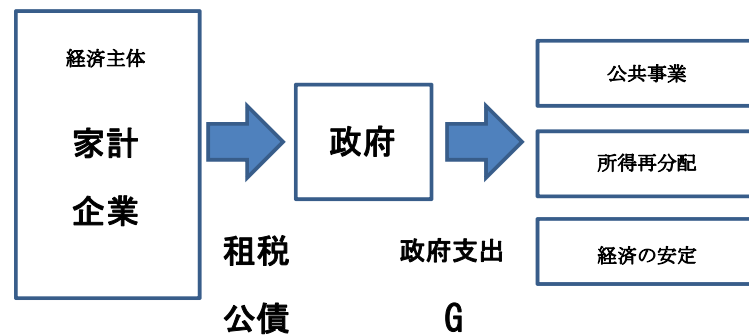 経済主体
家計
企業
政府
租税
公債
政府支出
G
公共事業
所得再分配
経済の安定